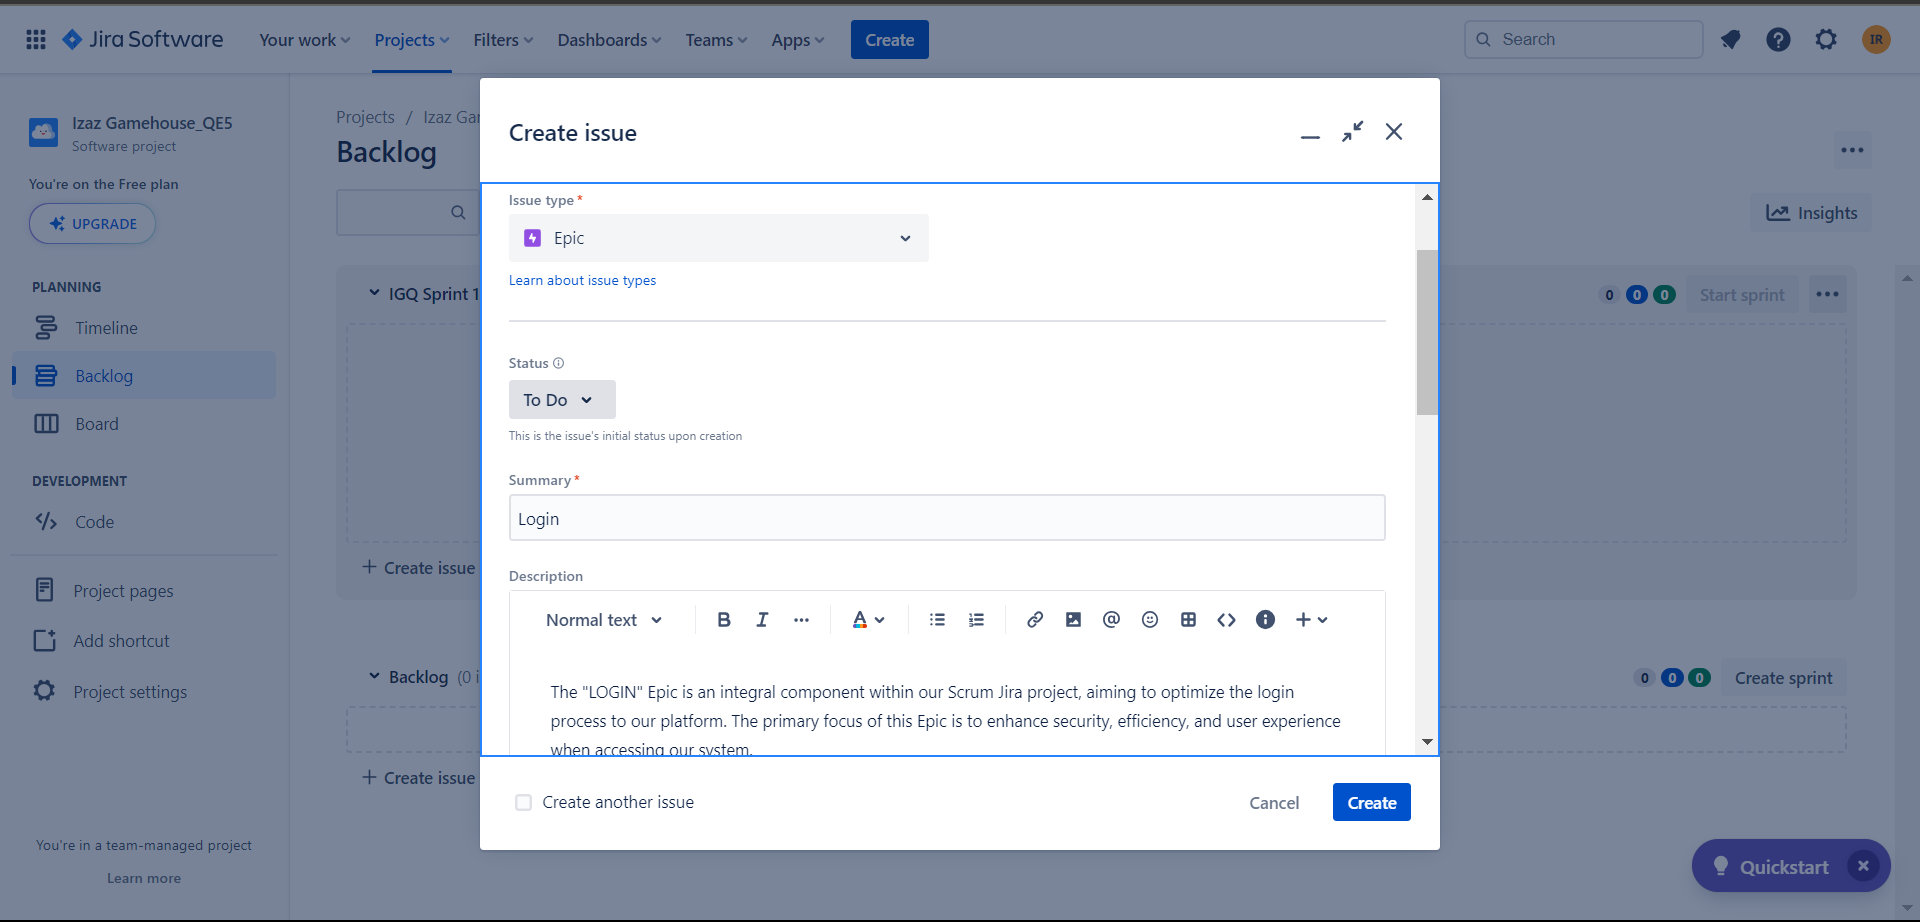 Jira Software
Your work
Projects
Filters
Dashboards
Teams
Apps
Create
Search
IR
Izaz Gamehouse_QE5
Software project
You're on the Free plan
UPGRADE
PLANNING
Timeline
Backlog
Board
DEVELOPMENT
Code
Project pages
Add shortcut
Project settings
You're in a team-managed project
Learn more
Projects / Izaz Ga
Backlog
Insights
IGQ Sprint 1
0 0 0 Start sprint
+ Create issue
Backlog (0 i
0 0 0 Create sprint
+ Create issue
Create issue
Issue type *
Epic
Learn about issue types
Status
To Do
This is the issue's initial status upon creation
Summary *
Login
Description
Normal text
The "LOGIN" Epic is an integral component within our Scrum Jira project, aiming to optimize the login
process to our platform. The primary focus of this Epic is to enhance security, efficiency, and user experience
when accessing our system.
Create another issue
Cancel
Create
Quickstart